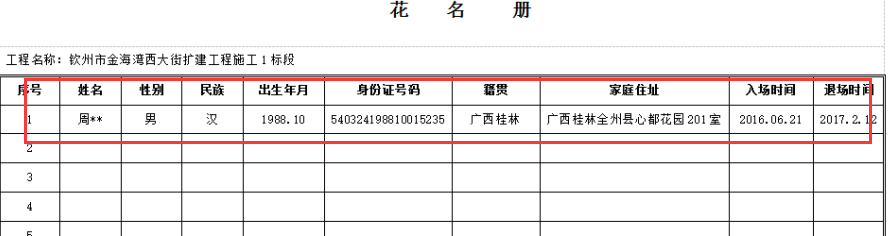 花 名 册
工程名称：钦州市金海湾西大街扩建工程施工1标段
序号 姓名 性别 民族 出生年月 身份证号码 籍贯 家庭住址 入场时间 退场时间
1 周** 男 汉 1988.10 540324198810015235 广西桂林 广西桂林全州县心都花园201室 2016.06.21 2017.2.12
2
3
4
5